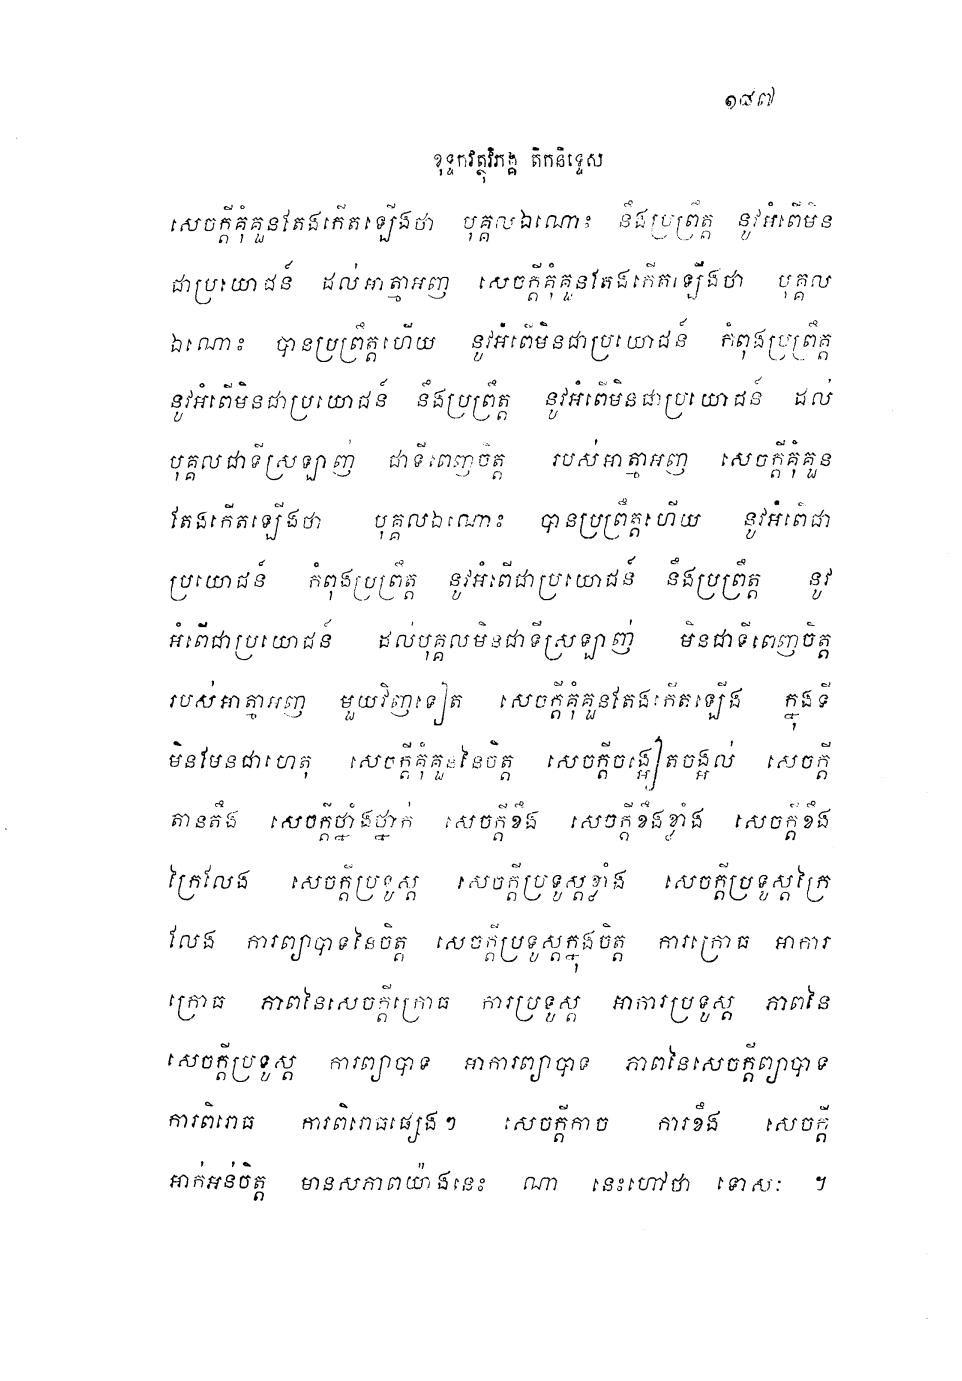 ១៨៧
ខុទ្ទកវត្ថុវិភង្គ តិកនិទ្ទេស
សេចក្តីគុំគួនតែងកើតឡើងថា បុគ្គលឯណោះ នឹងប្រព្រឹត្ត នូវអំពើមិន
ជាប្រយោជន៍ ដល់អាត្មាអញ សេចក្តីគុំគួនតែងកើតឡើងថា បុគ្គល
ឯណោះ បានប្រព្រឹត្តហើយ នូវអំពើមិនជាប្រយោជន៍ កំពុងប្រព្រឹត្ត
នូវអំពើមិនជាប្រយោជន៍ នឹងប្រព្រឹត្ត នូវអំពើមិនជាប្រយោជន៍ ដល់
បុគ្គលជាទីស្រឡាញ់ ជាទីពេញចិត្ត របស់អាត្មាអញ សេចក្តីគុំគួន
តែងកើតឡើងថា បុគ្គលឯណោះ បានប្រព្រឹត្តហើយ នូវអំពើជា
ប្រយោជន៍ កំពុងប្រព្រឹត្ត នូវអំពើជាប្រយោជន៍ នឹងប្រព្រឹត្ត នូវ
អំពើជាប្រយោជន៍ ដល់បុគ្គលមិនជាទីស្រឡាញ់ មិនជាទីពេញចិត្ត
របស់អាត្មាអញ មួយវិញទៀត សេចក្តីគុំគួនតែងកើតឡើង ក្នុងទី
មិនមែនជាហេតុ សេចក្តីគុំគួននៃចិត្ត សេចក្តីចង្អៀតចង្អល់ សេចក្តី
តានតឹង សេចក្តីថ្នាំងថ្នាក់ សេចក្តីខឹង សេចក្តីខឹងខ្លាំង សេចក្តីខឹង
ក្រៃលែង សេចក្តីប្រទូស្ត សេចក្តីប្រទូស្តខ្លាំង សេចក្តីប្រទូស្តក្រៃ
លែង ការព្យាបាទនៃចិត្ត សេចក្តីប្រទូស្តក្នុងចិត្ត ការក្រោធ អាការ
ក្រោធ ភាពនៃសេចក្តីក្រោធ ការប្រទូស្ត អាការប្រទូស្ត ភាពនៃ
សេចក្តីប្រទូស្ត ការព្យាបាទ អាការព្យាបាទ ភាពនៃសេចក្តីព្យាបាទ
ការពិរោធ ការពិរោធផ្សេងៗ សេចក្តីកាច ការខឹង សេចក្តី
អាក់អន់ចិត្ត មានសភាពយ៉ាងនេះ ណា នេះហៅថា ទោសៈ ។